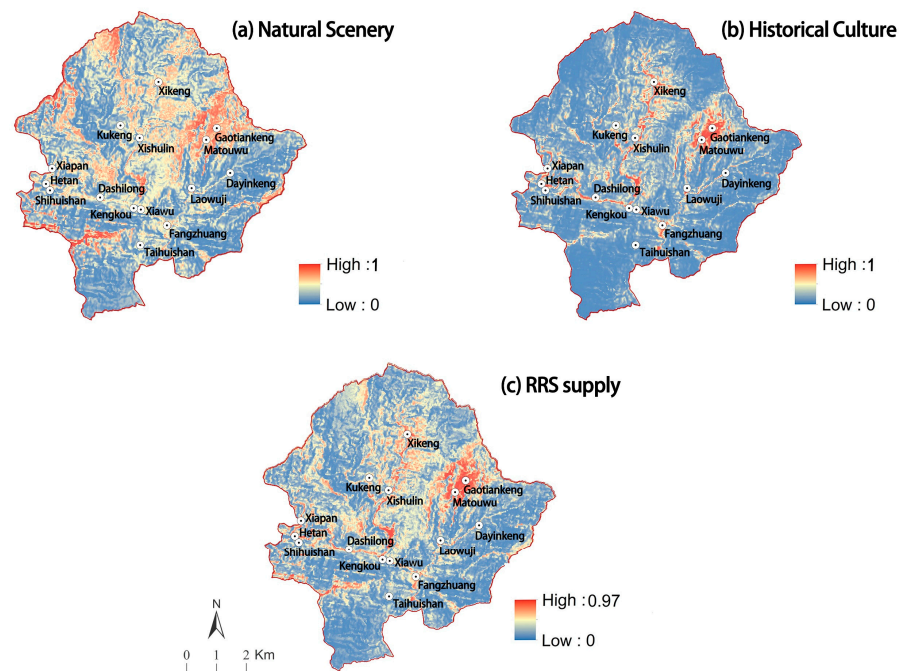 (a) Natural Scenery
Xikeng
Kukeng
Gaotiankeng
Xishulin
Matouwu
Xiapan
Hetan
Dayinkeng
Shihuishan
Dashilong
Laowuji
Kengkou
Xiawu
Fangzhuang
Taihuishan
High :1
Low : 0
(b) Historical Culture
Xikeng
Kukeng
Gaotiankeng
Xishulin
Matouwu
Xiapan
Hetan
Dayinkeng
Shihuishan
Dashilong
Laowuji
Kengkou
Xiawu
Fangzhuang
Taihuishan
High :1
Low : 0
(c) RRS supply
Xikeng
Kukeng
Gaotiankeng
Xishulin
Matouwu
Xiapan
Hetan
Dayinkeng
Shihuishan
Dashilong
Laowuji
Kengkou
Xiawu
Fangzhuang
Taihuishan
High :0.97
Low : 0
N
0 1 2 Km